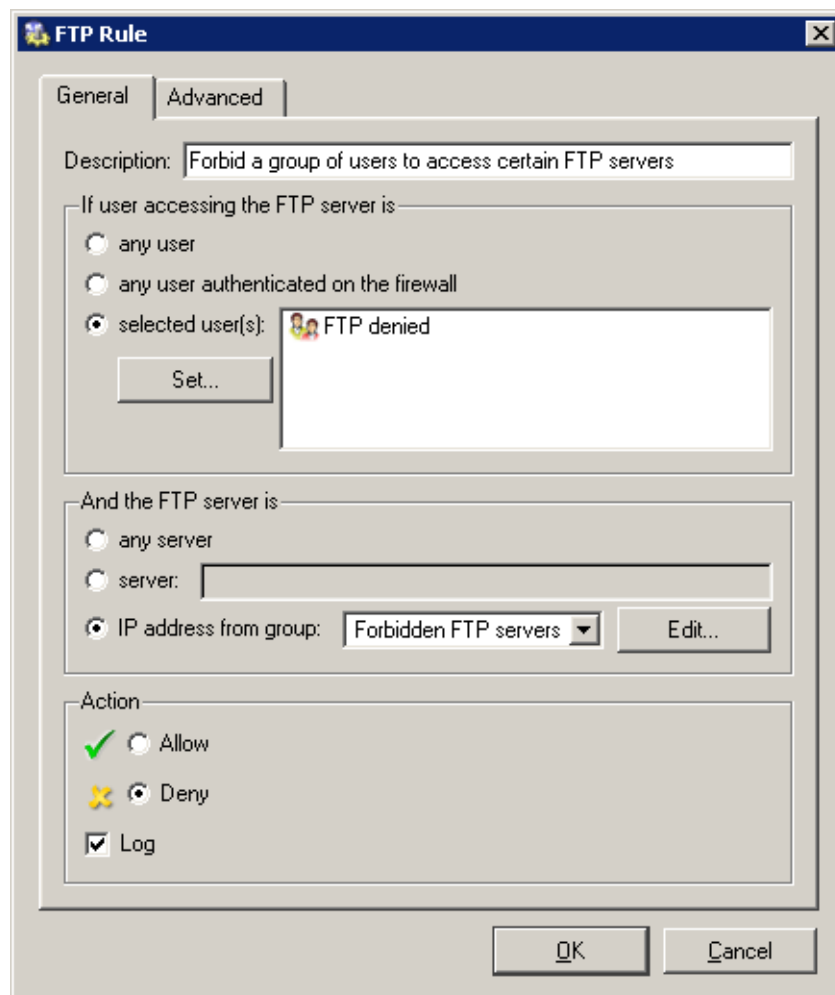 FTP Rule
General Advanced
Description: Forbid a group of users to access certain FTP servers
If user accessing the FTP server is
any user
any user authenticated on the firewall
selected user(s): FTP denied
Set...
And the FTP server is
any server
server:
IP address from group: Forbidden FTP servers Edit...
Action
Allow
Deny
Log
OK Cancel